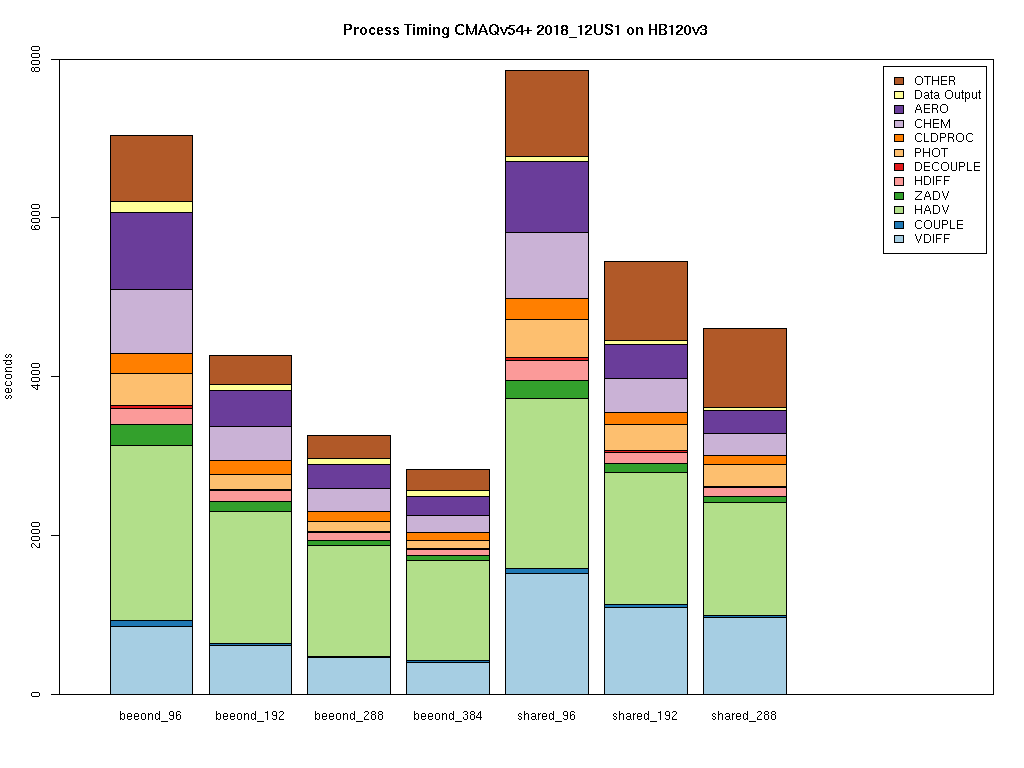 Process Timing CMAQv54+ 2018_12US1 on HB120v3
8000
6000
4000
2000
0
seconds
OTHER
Data Output
AERO
CHEM
CLDPROC
PHOT
DECOUPLE
HDIFF
ZADV
HADV
COUPLE
VDIFF
beeond_96 beeond_192 beeond_288 beeond_384 shared_96 shared_192 shared_288